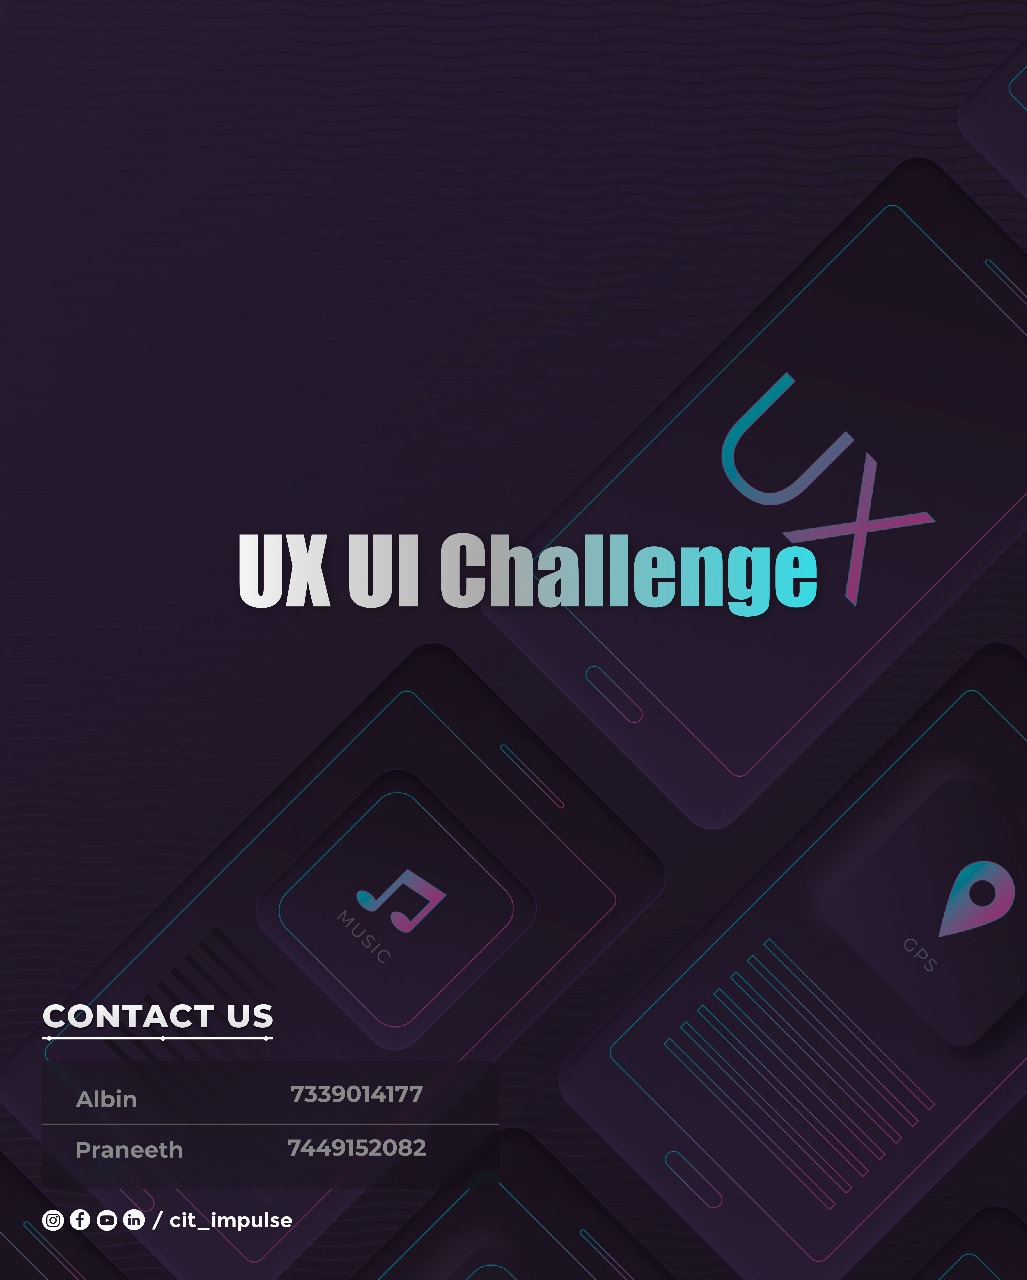 UX
UX UI Challenge
MUSIC
GPS
CONTACT US
Albin 7339014177
Praneeth 7449152082
/ cit_impulse